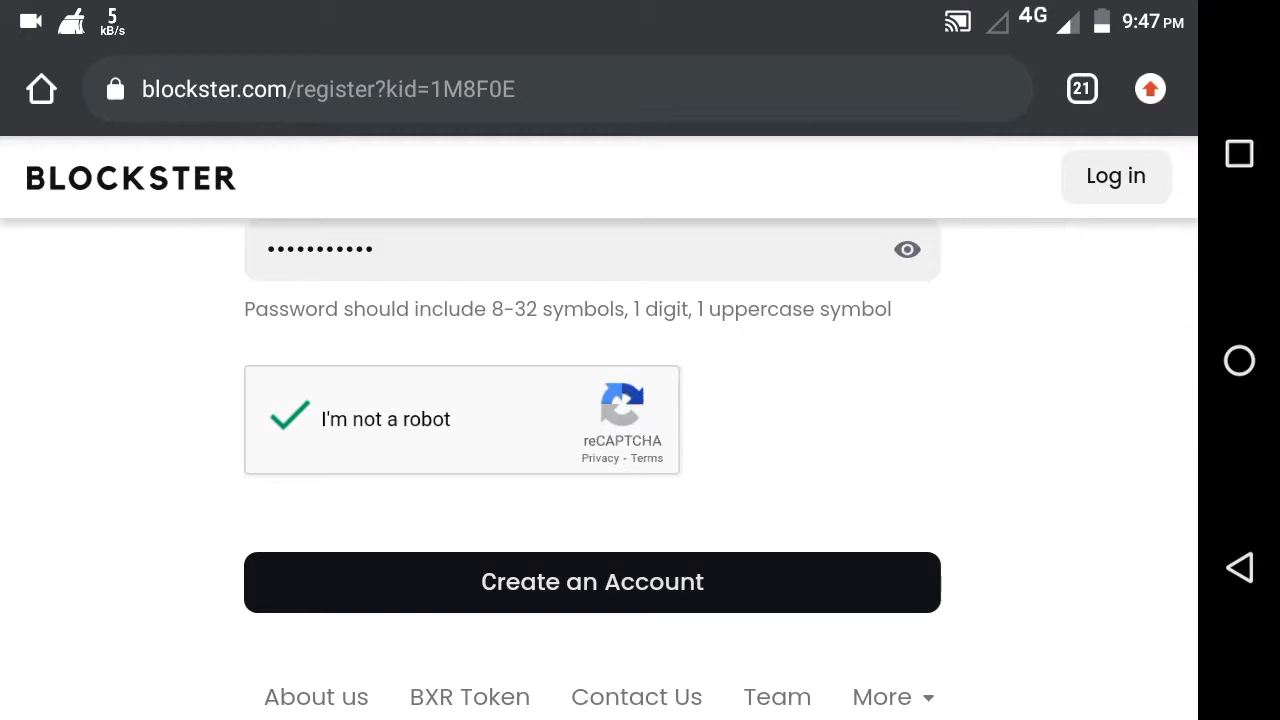 5
kB/s
4G
9:47 PM
blockster.com/register?kid=1M8F0E
21
BLOCKSTER
Log in
•••••••••••
Password should include 8-32 symbols, 1 digit, 1 uppercase symbol
I'm not a robot
reCAPTCHA
Privacy - Terms
Create an Account
About us BXR Token Contact Us Team More